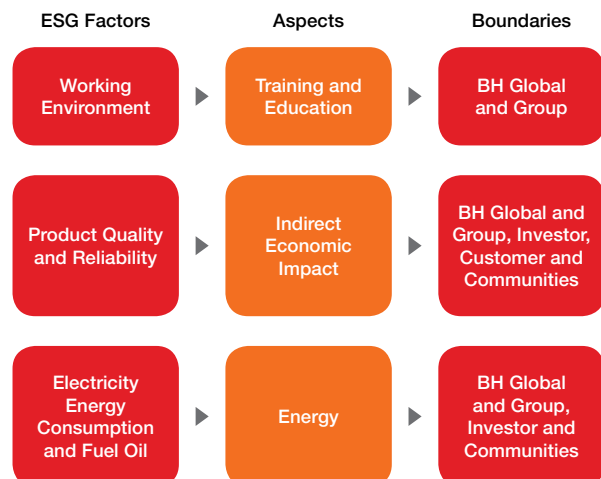 ESG Factors
Aspects
Boundaries
Working
Environment
Training and
Education
BH Global
and Group
Product Quality
and Reliability
Indirect
Economic
Impact
BH Global and
Group, Investor,
Customer and
Communities
Electricity
Energy
Consumption
and Fuel Oil
Energy
BH Global
and Group,
Investor and
Communities